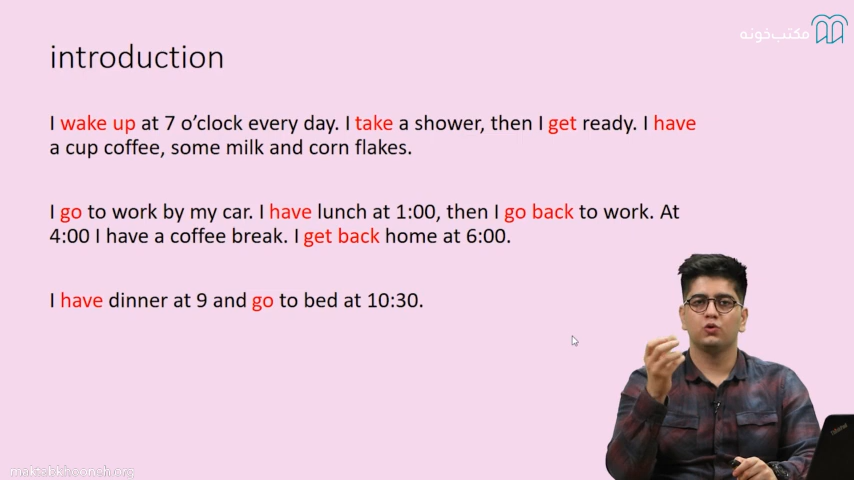 مکتب‌خونه
introduction
I wake up at 7 o’clock every day. I take a shower, then I get ready. I have
a cup coffee, some milk and corn flakes.
I go to work by my car. I have lunch at 1:00, then I go back to work. At
4:00 I have a coffee break. I get back home at 6:00.
I have dinner at 9 and go to bed at 10:30.
maktabkhooneh.org
ThinkPad